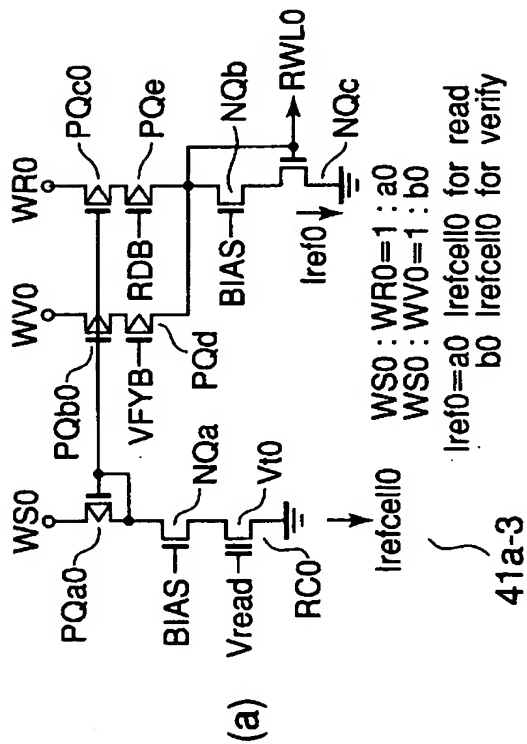 (a)
WS0
WV0
WR0
PQa0
PQb0
PQc0
VFYB
RDB
PQe
PQd
BIAS
NQa
BIAS
NQb
RWL0
Vread
Vt0
RC0
Iref0
NQc
Irefcell0
41a-3
WS0 : WR0=1 : a0
WS0 : WV0=1 : b0
Iref0=a0 Irefcell0 for read
b0 Irefcell0 for verify